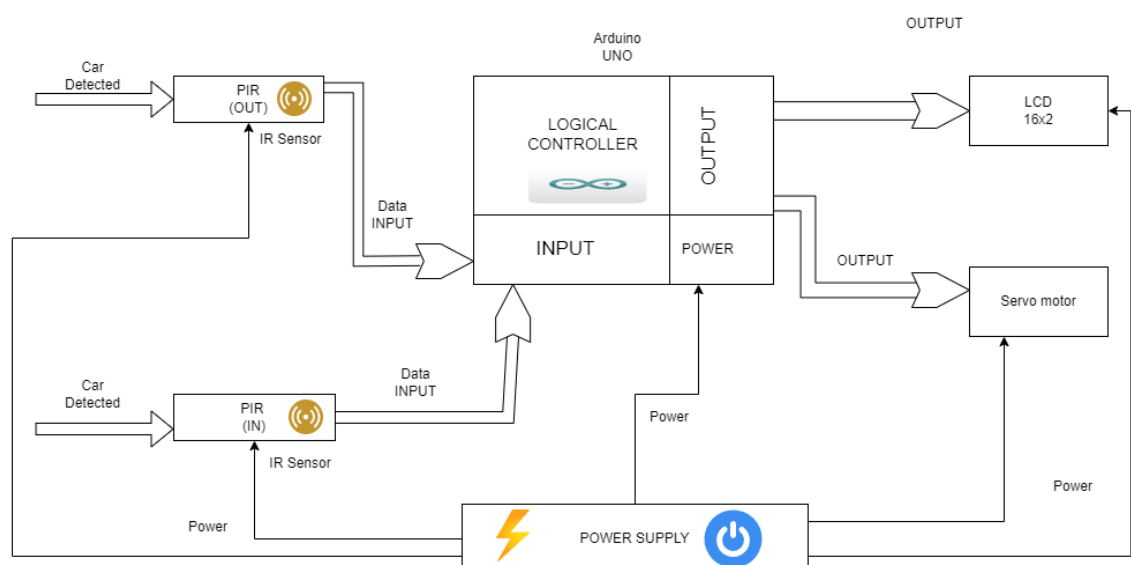 OUTPUT
Arduino
UNO
Car
Detected
PIR
(OUT)
IR Sensor
LOGICAL
CONTROLLER
OUTPUT
LCD
16x2
Data
INPUT
INPUT
POWER
OUTPUT
Servo motor
Car
Detected
PIR
(IN)
IR Sensor
Data
INPUT
Power
Power
Power
POWER SUPPLY